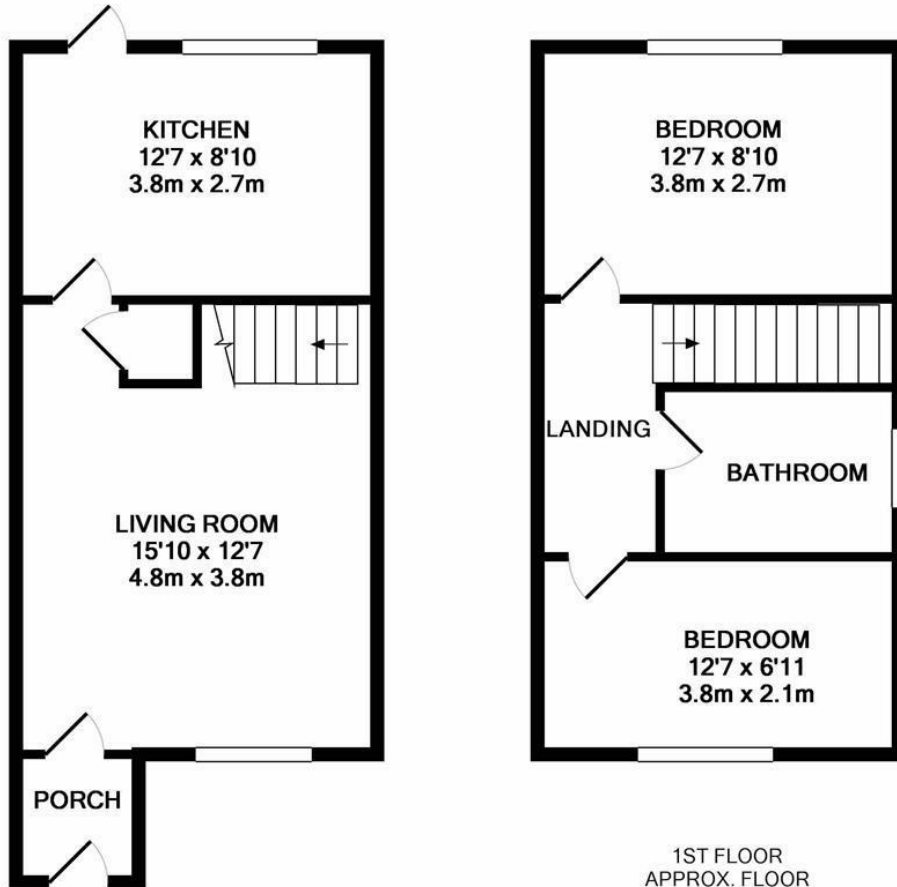 KITCHEN
12'7 x 8'10
3.8m x 2.7m
LIVING ROOM
15'10 x 12'7
4.8m x 3.8m
PORCH
BEDROOM
12'7 x 8'10
3.8m x 2.7m
LANDING
BATHROOM
BEDROOM
12'7 x 6'11
3.8m x 2.1m
1ST FLOOR
APPROX. FLOOR